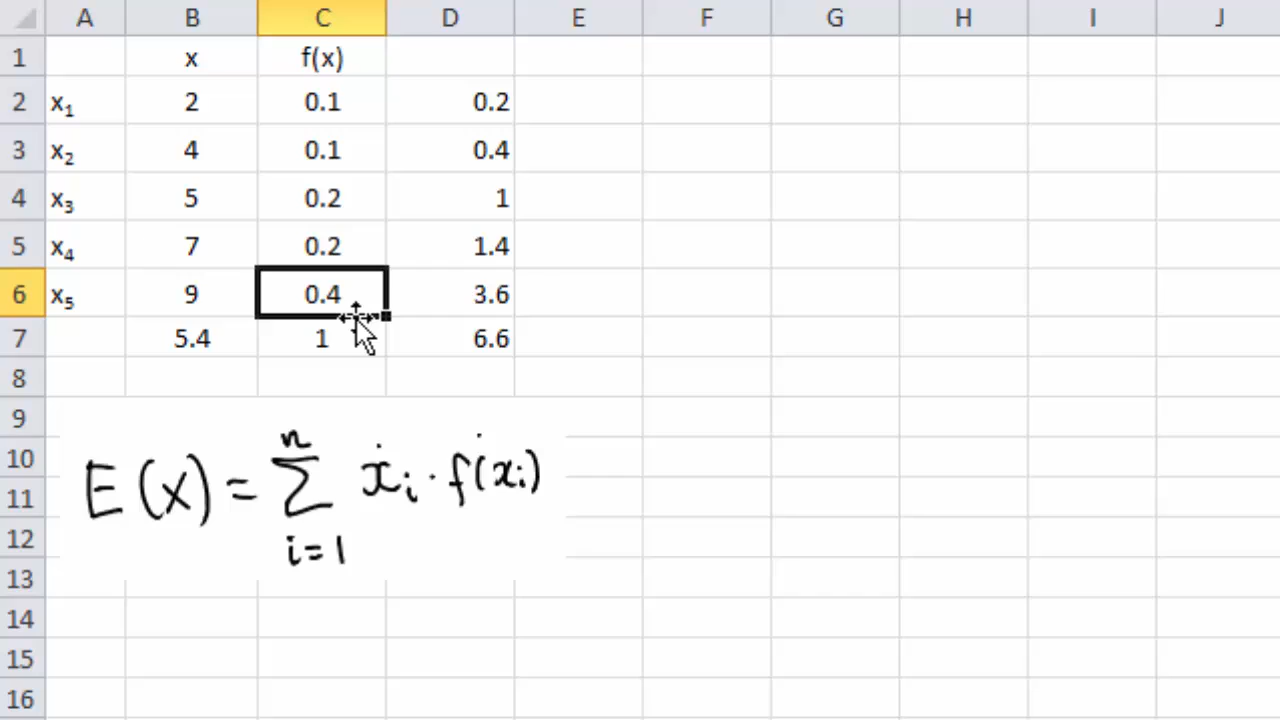 A B C D E F G H I J
1 x f(x)
2 x₁ 2 0.1 0.2
3 x₂ 4 0.1 0.4
4 x₃ 5 0.2 1
5 x₄ 7 0.2 1.4
6 x₅ 9 0.4 3.6
7 5.4 1 6.6
8
9
10 n
11 E(x) = Σ xᵢ · f(xᵢ)
12 i=1
13
14
15
16